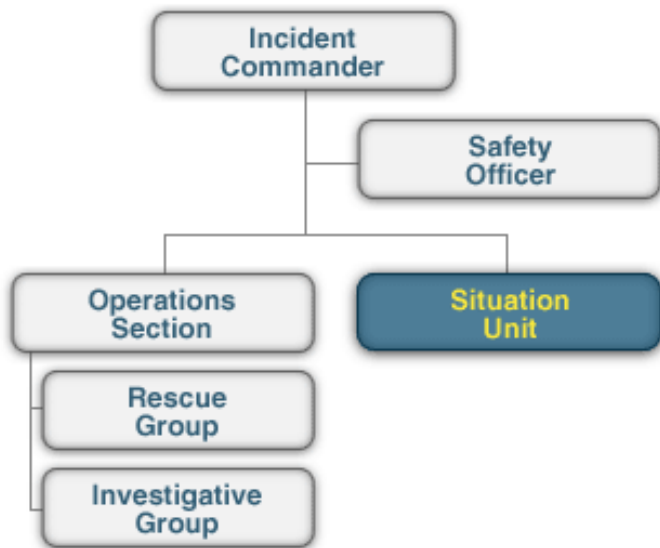 Incident
Commander
Safety
Officer
Operations
Section
Situation
Unit
Rescue
Group
Investigative
Group